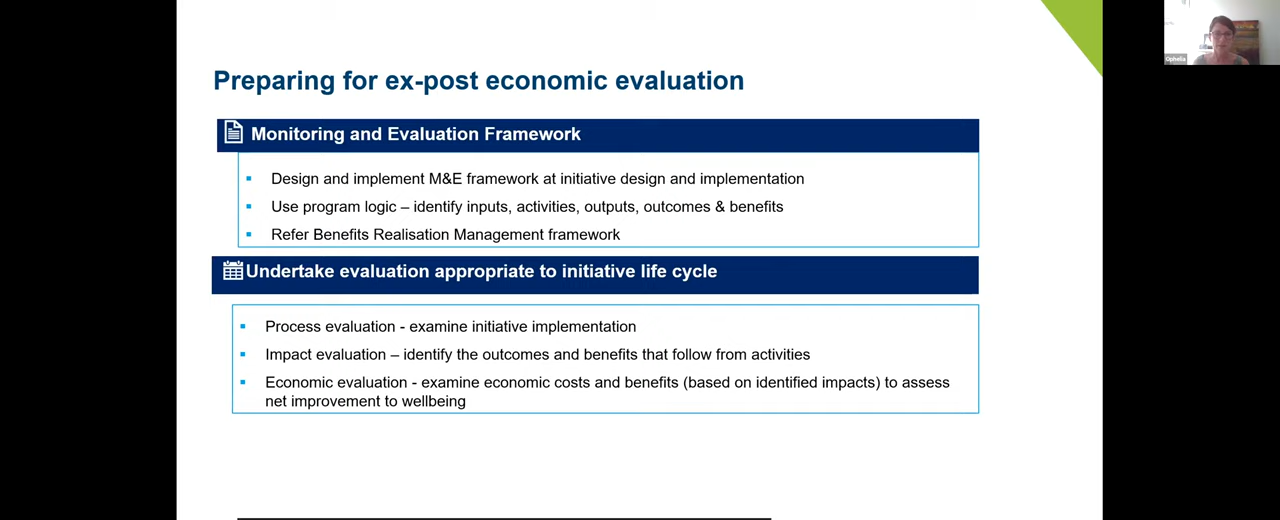 Preparing for ex-post economic evaluation
Monitoring and Evaluation Framework
▪ Design and implement M&E framework at initiative design and implementation
▪ Use program logic – identify inputs, activities, outputs, outcomes & benefits
▪ Refer Benefits Realisation Management framework
Undertake evaluation appropriate to initiative life cycle
▪ Process evaluation - examine initiative implementation
▪ Impact evaluation – identify the outcomes and benefits that follow from activities
▪ Economic evaluation - examine economic costs and benefits (based on identified impacts) to assess
net improvement to wellbeing
Ophelia